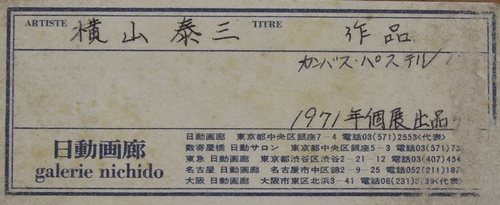 ARTISTE 横山泰三 TITRE 作品
カンバス・パステル
1971年個展出品
日動画廊
galerie nichido
日動画廊 東京都中央区銀座7-4 電話03(571)2553<代表>
数寄屋橋 日動サロン 東京都中央区銀座5-3 電話03(571)73
東急 日動画廊 東京都渋谷区渋谷2-21-12 電話03(407)454
名古屋 日動画廊 名古屋市中区錦2-9-25 電話052(211)187
大阪 日動画廊 大阪市東区北浜3-41 電話06(231) 39<代表>